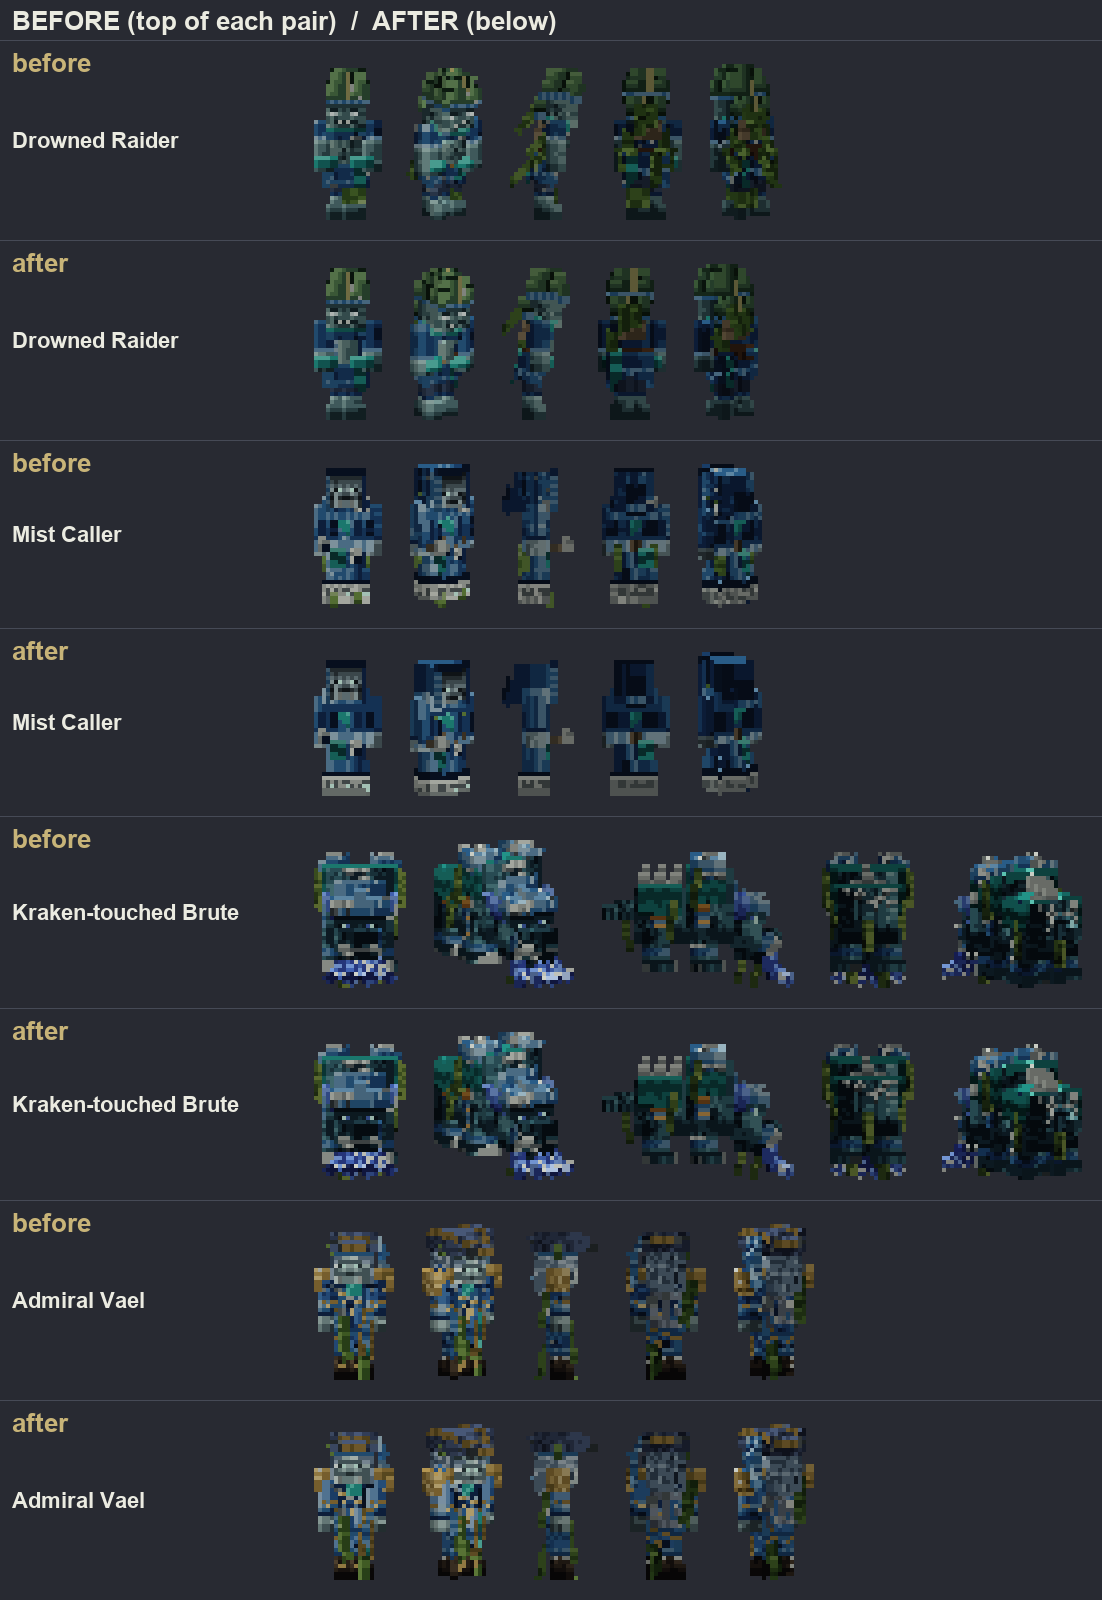 BEFORE (top of each pair)  /  AFTER (below)
before
Drowned Raider
after
Drowned Raider
before
Mist Caller
after
Mist Caller
before
Kraken-touched Brute
after
Kraken-touched Brute
before
Admiral Vael
after
Admiral Vael